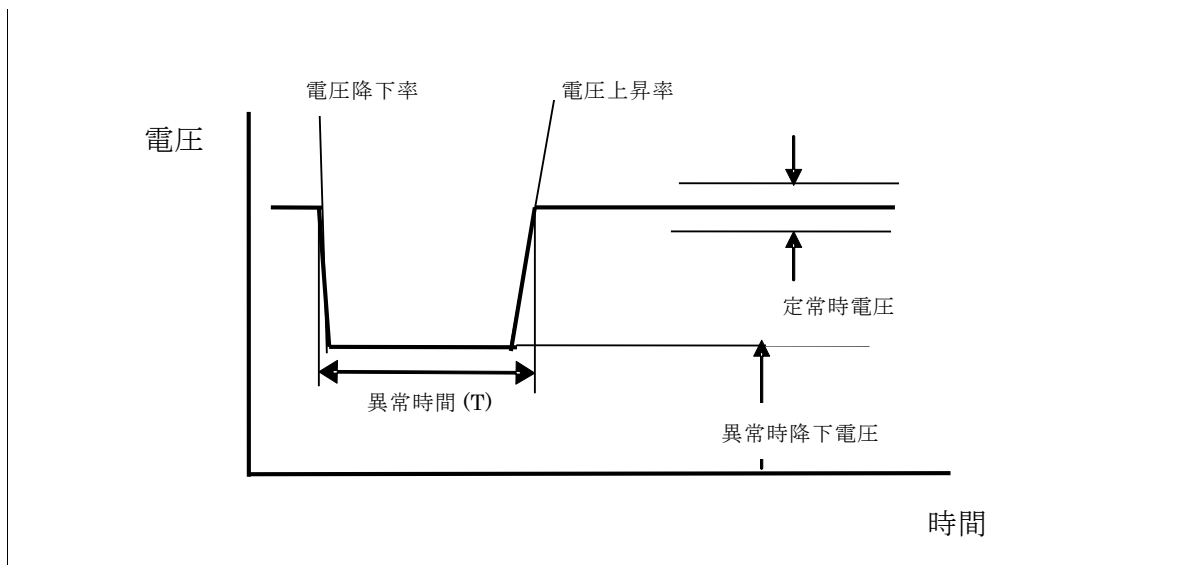 電圧降下率
電圧上昇率
電圧
定常時電圧
異常時間 (T)
異常時降下電圧
時間